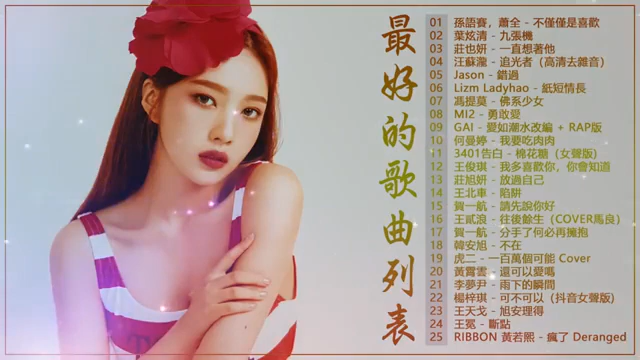 最好的歌曲列表
01 孫語賽，蕭全 - 不僅僅是喜歡
02 葉炫清 - 九張機
03 莊也妍 - 一直想著他
04 汪蘇瀧 - 追光者（高清去雜音）
05 Jason - 錯過
06 Lizm Ladyhao - 紙短情長
07 馮提莫 - 佛系少女
08 MI2 - 勇敢愛
09 GAI - 愛如潮水改編 + RAP版
10 何曼婷 - 我要吃肉肉
11 3401告白 - 棉花糖（女聲版）
12 王俊琪 - 我多喜歡你，你會知道
13 莊旭妍 - 放過自己
14 王北車 - 陷阱
15 賀一航 - 請先說你好
16 王貳浪 - 往後餘生（COVER馬良）
17 賀一航 - 分手了何必再擁抱
18 韓安旭 - 不在
19 虎二 - 一百萬個可能 Cover
20 黃霄雲 - 還可以愛嗎
21 李夢尹 - 雨下的瞬間
22 楊梓琪 - 可不可以（抖音女聲版）
23 王天戈 - 旭安理得
24 王冕 - 斷點
25 RIBBON 黃若熙 - 瘋了 Deranged